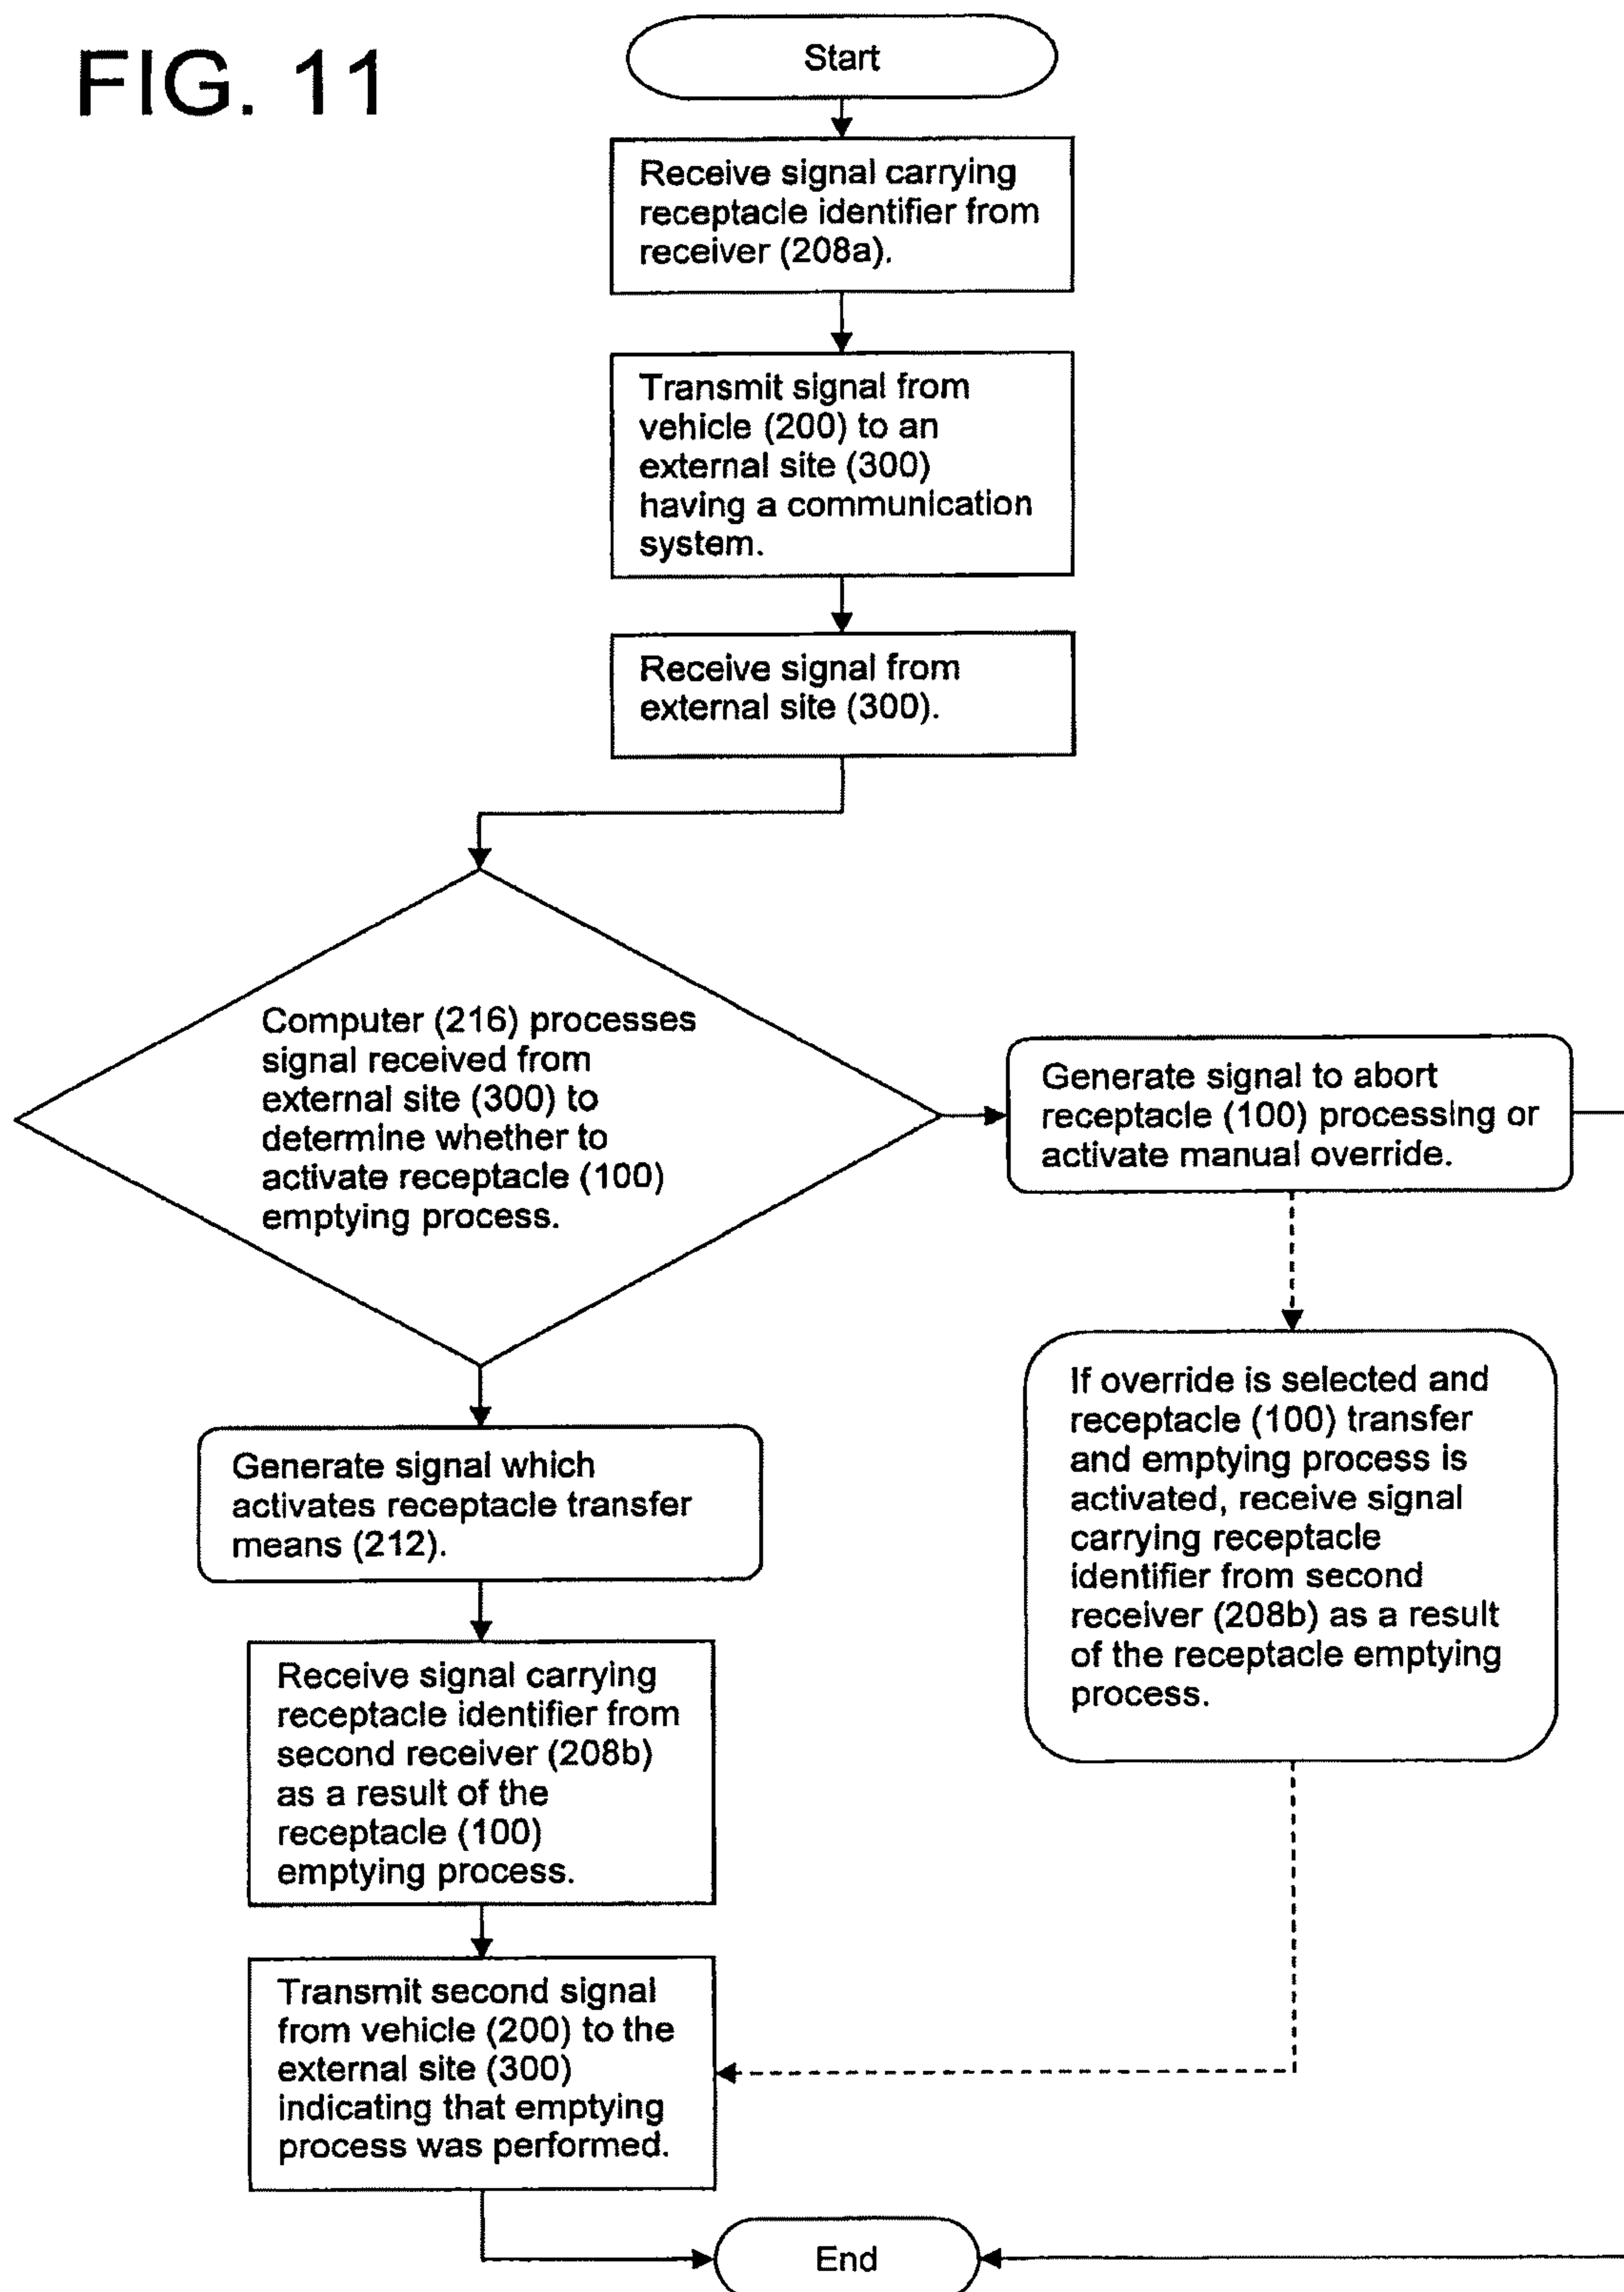 FIG. 11
Start
Receive signal carrying
receptacle identifier from
receiver (208a).
Transmit signal from
vehicle (200) to an
external site (300)
having a communication
system.
Receive signal from
external site (300).
Computer (216) processes
signal received from
external site (300) to
determine whether to
activate receptacle (100)
emptying process.
Generate signal to abort
receptacle (100) processing or
activate manual override.
If override is selected and
receptacle (100) transfer
and emptying process is
activated, receive signal
carrying receptacle
identifier from second
receiver (208b) as a result
of the receptacle emptying
process.
Generate signal which
activates receptacle transfer
means (212).
Receive signal carrying
receptacle identifier from
second receiver (208b)
as a result of the
receptacle (100)
emptying process.
Transmit second signal
from vehicle (200) to the
external site (300)
indicating that emptying
process was performed.
End